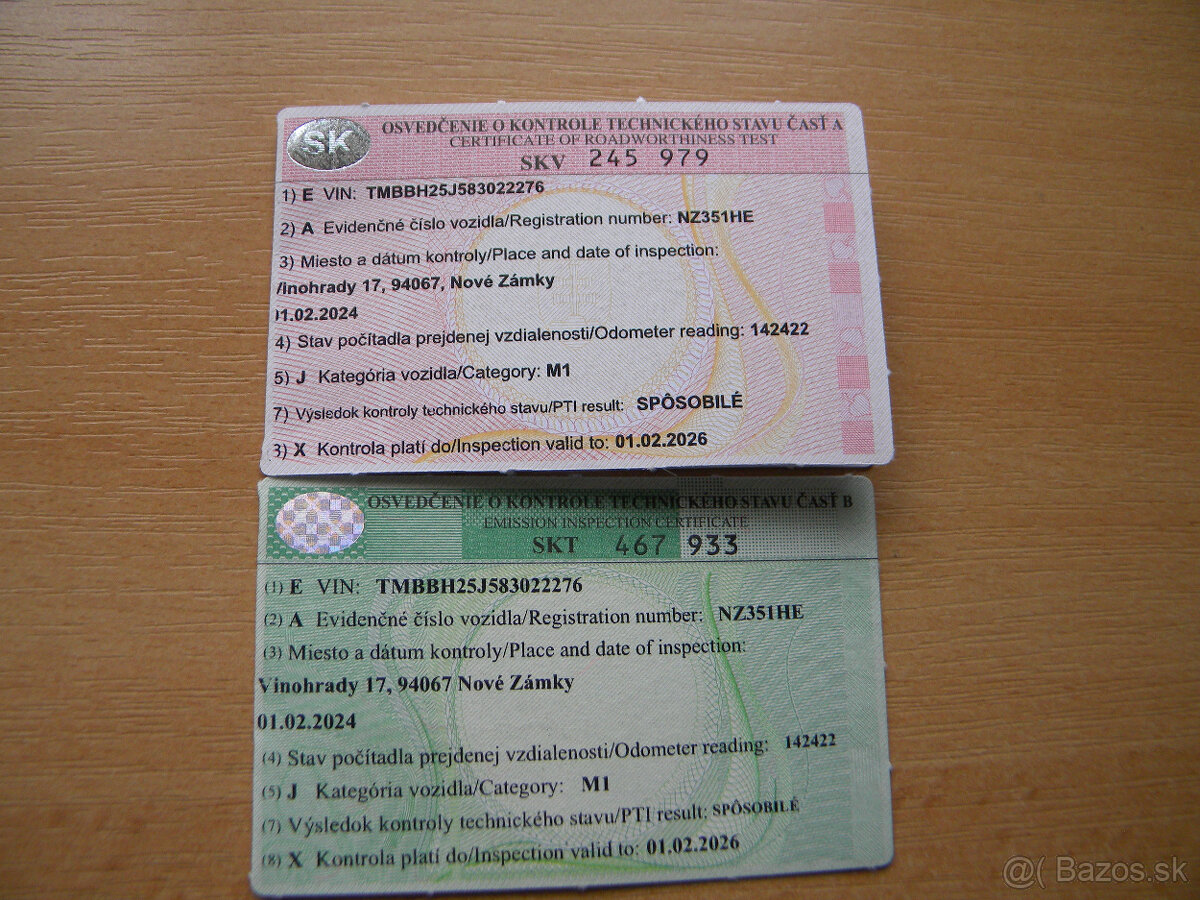 SK
OSVEDČENIE O KONTROLE TECHNICKÉHO STAVU ČASŤ A
CERTIFICATE OF ROADWORTHINESS TEST
SKV 245 979
1) E VIN: TMBBH25J583022276
2) A Evidenčné číslo vozidla/Registration number: NZ351HE
3) Miesto a dátum kontroly/Place and date of inspection:
/inohrady 17, 94067, Nové Zámky
01.02.2024
4) Stav počítadla prejdenej vzdialenosti/Odometer reading: 142422
5) J Kategória vozidla/Category: M1
7) Výsledok kontroly technického stavu/PTI result: SPÔSOBILÉ
8) X Kontrola platí do/Inspection valid to: 01.02.2026
OSVEDČENIE O KONTROLE TECHNICKÉHO STAVU ČASŤ B
EMISSION INSPECTION CERTIFICATE
SKT 467 933
(1) E VIN: TMBBH25J583022276
(2) A Evidenčné číslo vozidla/Registration number: NZ351HE
(3) Miesto a dátum kontroly/Place and date of inspection:
Vinohrady 17, 94067 Nové Zámky
01.02.2024
(4) Stav počítadla prejdenej vzdialenosti/Odometer reading: 142422
(5) J Kategória vozidla/Category: M1
(7) Výsledok kontroly technického stavu/PTI result: SPÔSOBILÉ
(8) X Kontrola platí do/Inspection valid to: 01.02.2026
@( Bazos.sk